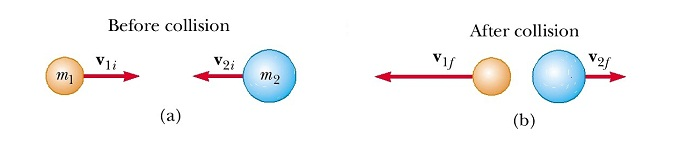 Before collision
v1i
v2i
m1
m2
(a)
After collision
v1f
v2f
(b)